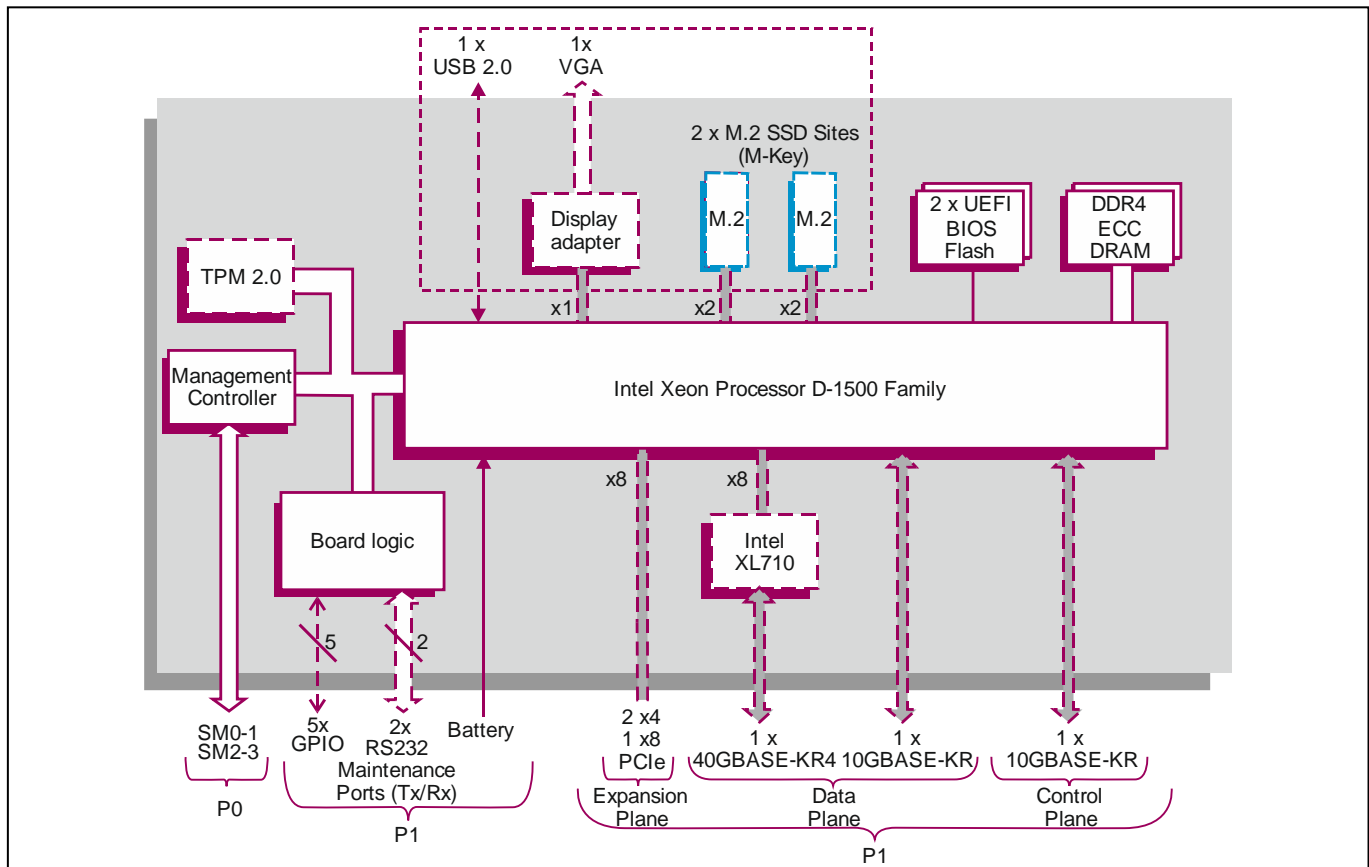 1 x
USB 2.0
1x
VGA
2 x M.2 SSD Sites
(M-Key)
Display
adapter
M.2
M.2
2 x UEFI
BIOS
Flash
DDR4
ECC
DRAM
TPM 2.0
x1
x2
x2
Management
Controller
Intel Xeon Processor D-1500 Family
x8
x8
Board logic
Intel
XL710
5
2
SM0-1
SM2-3
5x
GPIO
2x
RS232
Maintenance
Ports (Tx/Rx)
Battery
2 x4
1 x8
PCIe
1 x
40GBASE-KR4
1 x
10GBASE-KR
1 x
10GBASE-KR
P0
P1
Expansion
Plane
Data
Plane
Control
Plane
P1